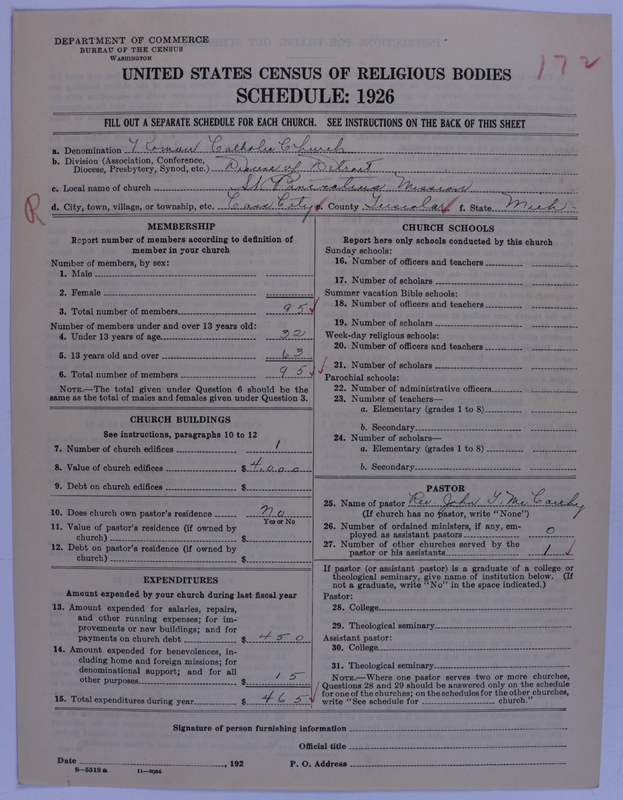 DEPARTMENT OF COMMERCE
BUREAU OF THE CENSUS
WASHINGTON
172
UNITED STATES CENSUS OF RELIGIOUS BODIES
SCHEDULE: 1926
FILL OUT A SEPARATE SCHEDULE FOR EACH CHURCH. SEE INSTRUCTIONS ON THE BACK OF THIS SHEET
a. Denomination Roman Catholic Church
b. Division (Association, Conference, Diocese, Presbytery, Synod, etc.) Diocese of Detroit
c. Local name of church St Pancratius Mission
R d. City, town, village, or township, etc. Cass City County Tuscola f. State Mich
MEMBERSHIP
Report number of members according to definition of
member in your church
Number of members, by sex:
1. Male
2. Female
3. Total number of members 95
Number of members under and over 13 years old:
4. Under 13 years of age 32
5. 13 years old and over 63
6. Total number of members 95
NOTE.—The total given under Question 6 should be the
same as the total of males and females given under Question 3.
CHURCH BUILDINGS
See instructions, paragraphs 10 to 12
7. Number of church edifices 1
8. Value of church edifices $4,000
9. Debt on church edifices $
10. Does church own pastor's residence No
Yes or No
11. Value of pastor's residence (if owned by
church) $
12. Debt on pastor's residence (if owned by
church) $
EXPENDITURES
Amount expended by your church during last fiscal year
13. Amount expended for salaries, repairs,
and other running expenses; for im-
provements or new buildings; and for
payments on church debt $450
14. Amount expended for benevolences, in-
cluding home and foreign missions; for
denominational support; and for all
other purposes $15
15. Total expenditures during year $465
CHURCH SCHOOLS
Report here only schools conducted by this church
Sunday schools:
16. Number of officers and teachers
17. Number of scholars
Summer vacation Bible schools:
18. Number of officers and teachers
19. Number of scholars
Week-day religious schools:
20. Number of officers and teachers
21. Number of scholars
Parochial schools:
22. Number of administrative officers
23. Number of teachers—
a. Elementary (grades 1 to 8)
b. Secondary
24. Number of scholars—
a. Elementary (grades 1 to 8)
b. Secondary
PASTOR
25. Name of pastor Rev John McCarthy
(If church has no pastor, write "None")
26. Number of ordained ministers, if any, em-
ployed as assistant pastors 0
27. Number of other churches served by the
pastor or his assistants 1
If pastor (or assistant pastor) is a graduate of a college or
theological seminary, give name of institution below. (If
not a graduate, write "No" in the space indicated.)
Pastor:
28. College
29. Theological seminary
Assistant pastor:
30. College
31. Theological seminary
NOTE.—Where one pastor serves two or more churches,
Questions 28 and 29 should be answered only on the schedule
for one of the churches; on the schedules for the other churches,
write "See schedule for church."
Signature of person furnishing information
Official title
Date , 192 P. O. Address
8—5518a 11—9064